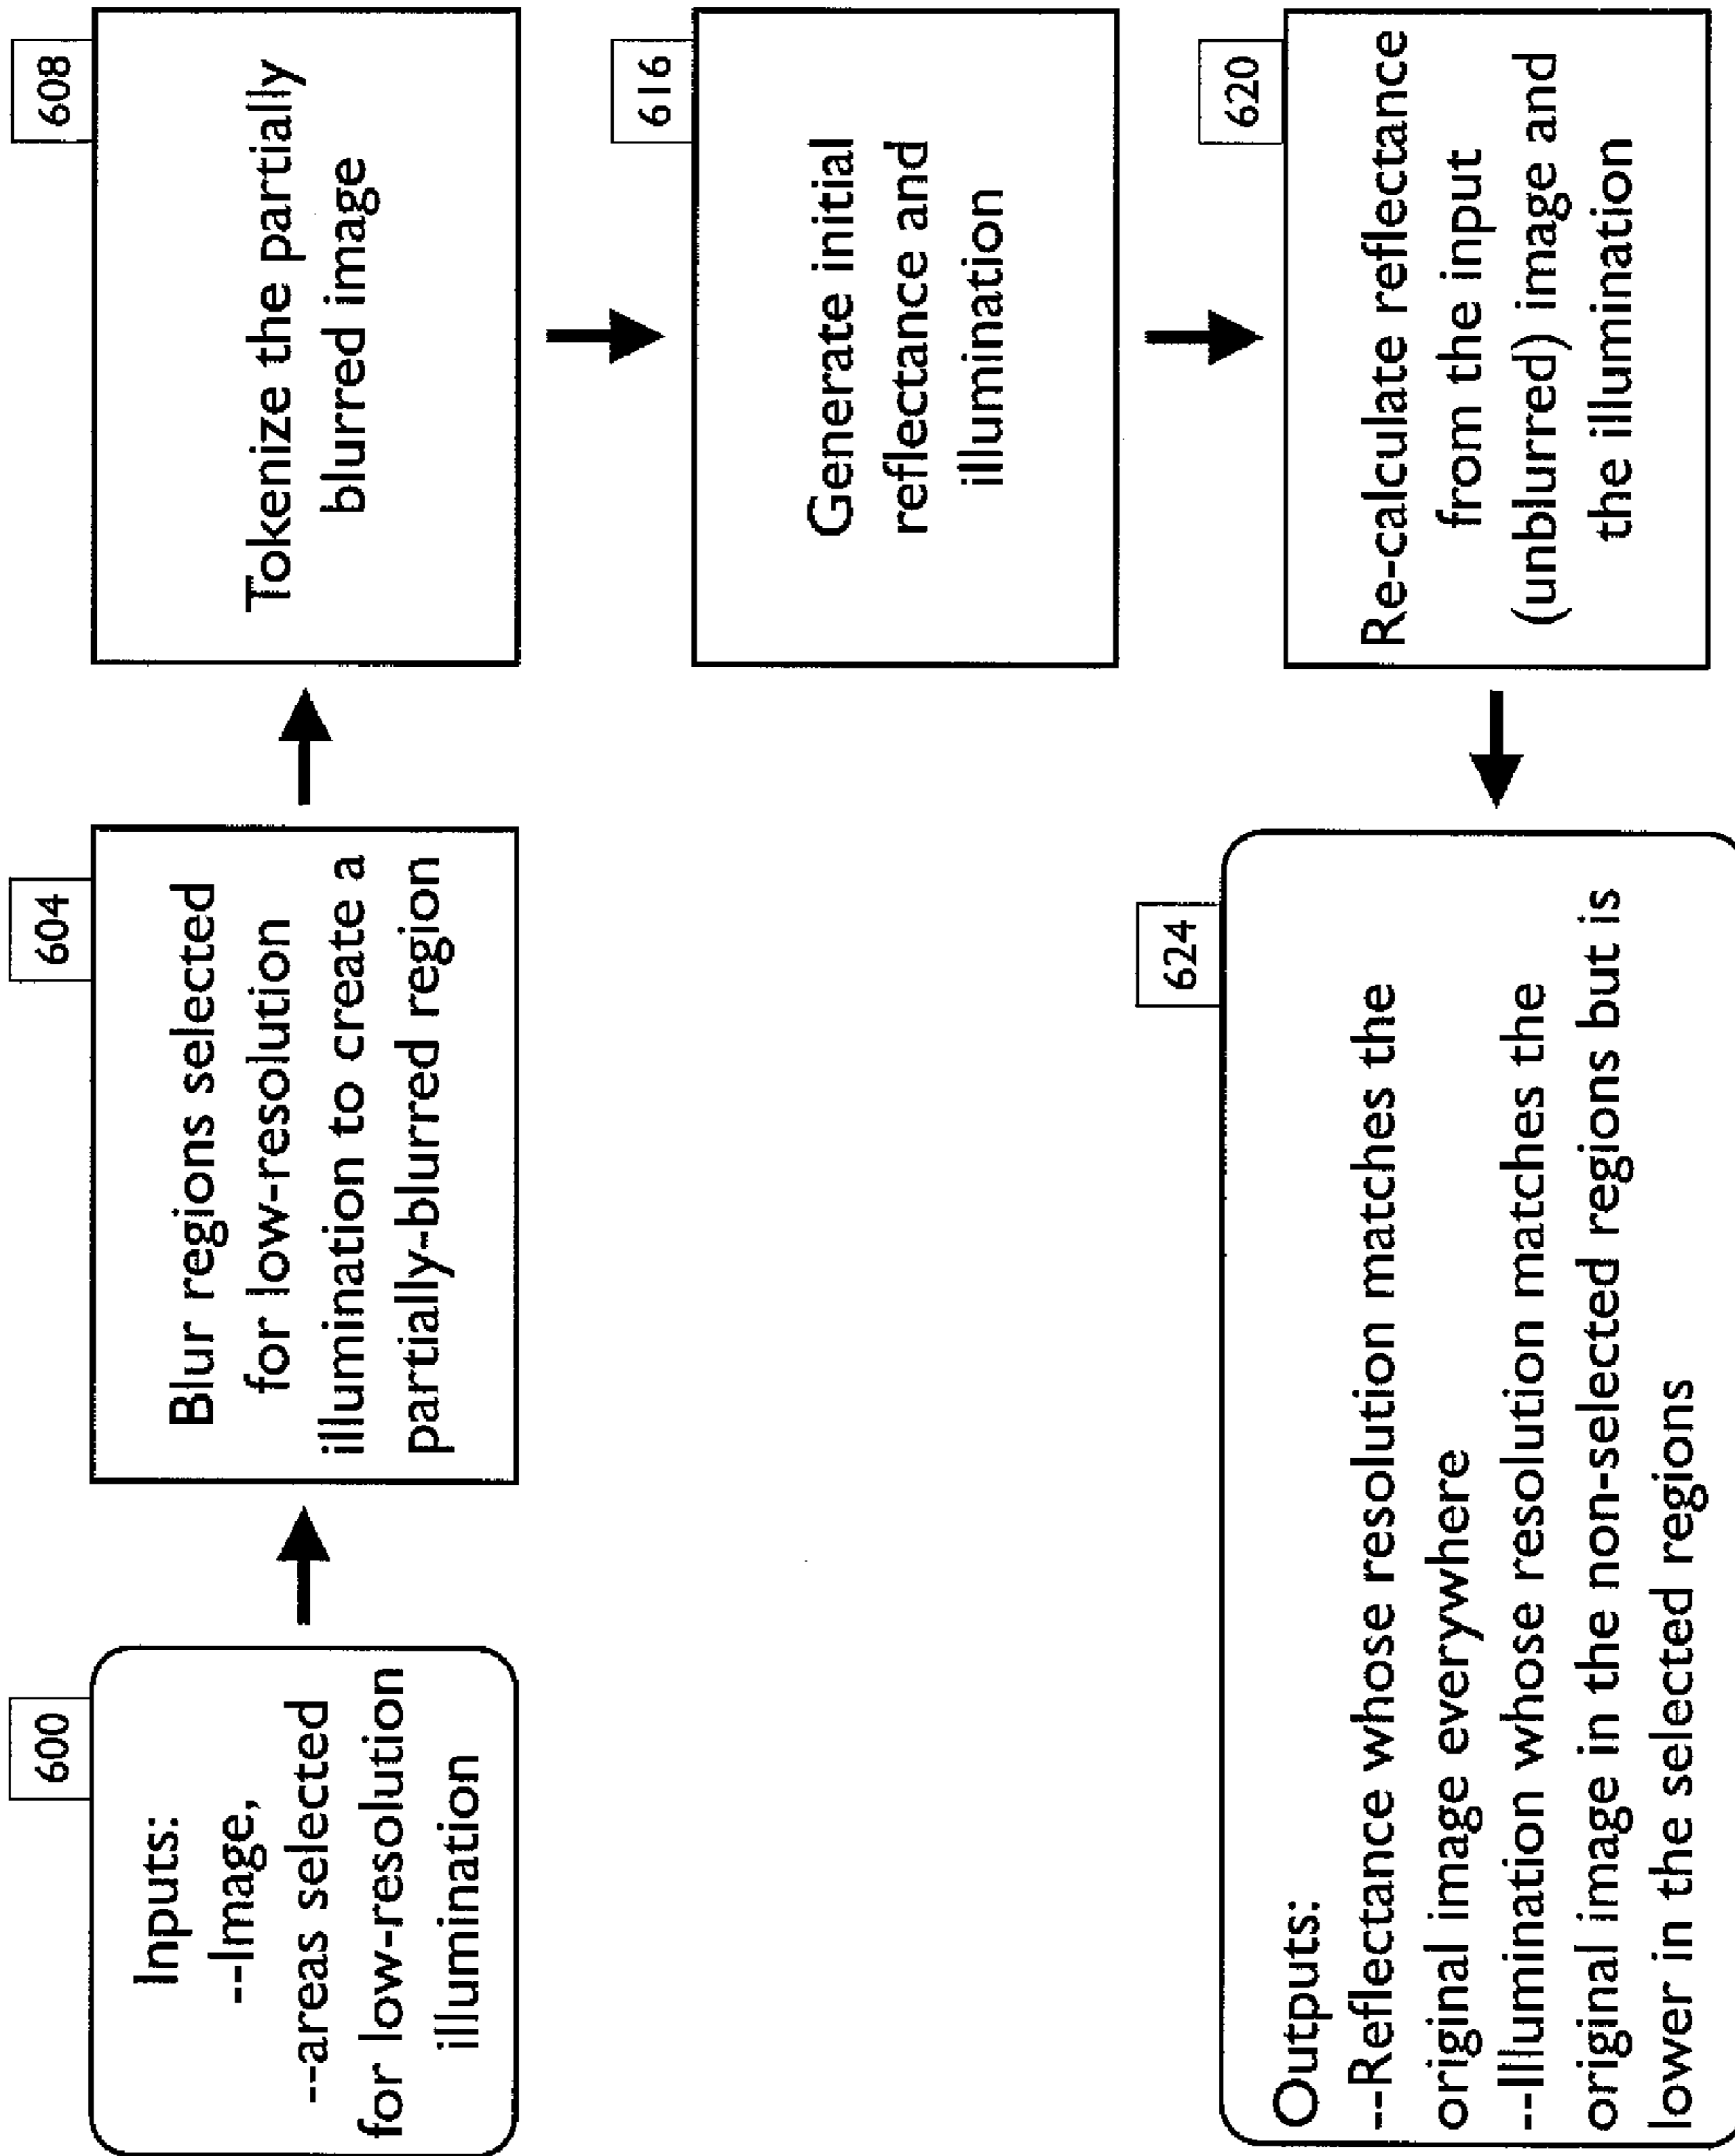 600
Inputs:
--Image,
--areas selected
for low-resolution
illumination
604
Blur regions selected
for low-resolution
illumination to create a
partially-blurred region
608
Tokenize the partially
blurred image
616
Generate initial
reflectance and
illumination
620
Re-calculate reflectance
from the input
(unblurred) image and
the illumination
624
Outputs:
--Reflectance whose resolution matches the
original image everywhere
--Illumination whose resolution matches the
original image in the non-selected regions but is
lower in the selected regions